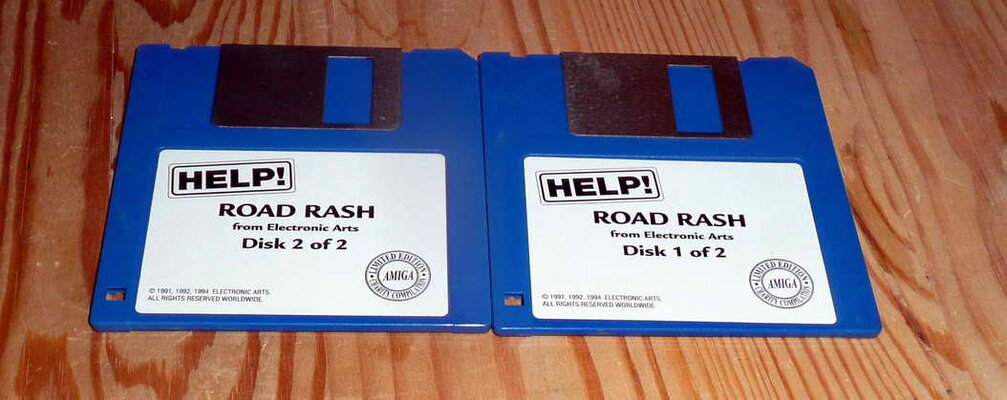 HELP!
ROAD RASH
from Electronic Arts
Disk 2 of 2
LIMITED EDITION
AMIGA
CHARITY COMPILATION
© 1991, 1992, 1994 ELECTRONIC ARTS.
ALL RIGHTS RESERVED WORLDWIDE.
HELP!
ROAD RASH
from Electronic Arts
Disk 1 of 2
LIMITED EDITION
AMIGA
CHARITY COMPILATION
© 1991, 1992, 1994 ELECTRONIC ARTS.
ALL RIGHTS RESERVED WORLDWIDE.